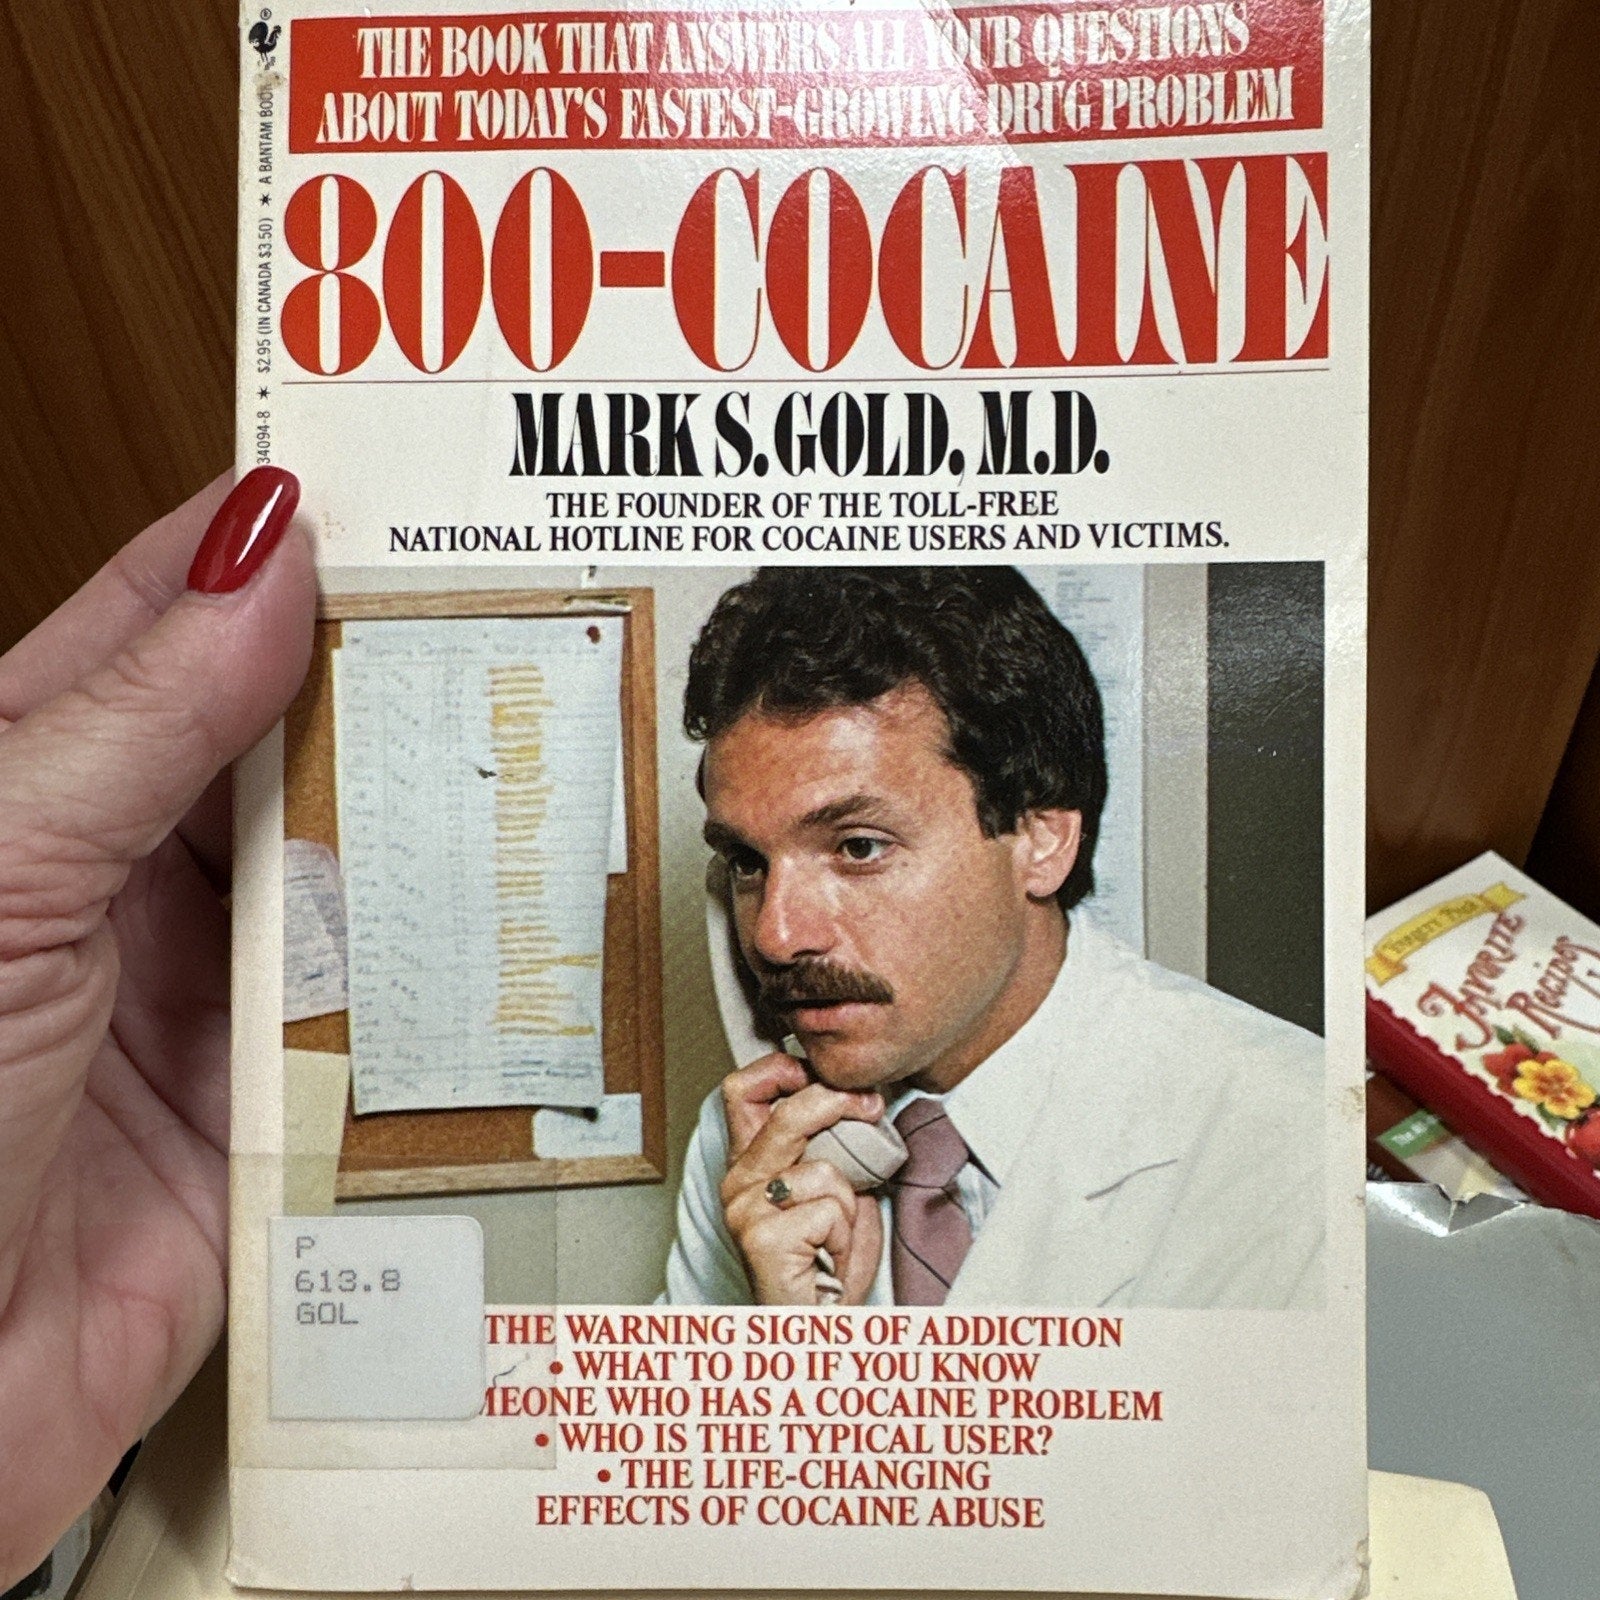 THE BOOK THAT ANSWERS ALL YOUR QUESTIONS
ABOUT TODAY'S FASTEST-GROWING DRUG PROBLEM
800-COCAINE
MARK S. GOLD, M.D.
THE FOUNDER OF THE TOLL-FREE
NATIONAL HOTLINE FOR COCAINE USERS AND VICTIMS.
34094-8 * $2.95 (IN CANADA $3.50) * A BANTAM BOOK
P
613.8
GOL
THE WARNING SIGNS OF ADDICTION
• WHAT TO DO IF YOU KNOW
MEONE WHO HAS A COCAINE PROBLEM
• WHO IS THE TYPICAL USER?
• THE LIFE-CHANGING
EFFECTS OF COCAINE ABUSE
FAVORITE
Recipes